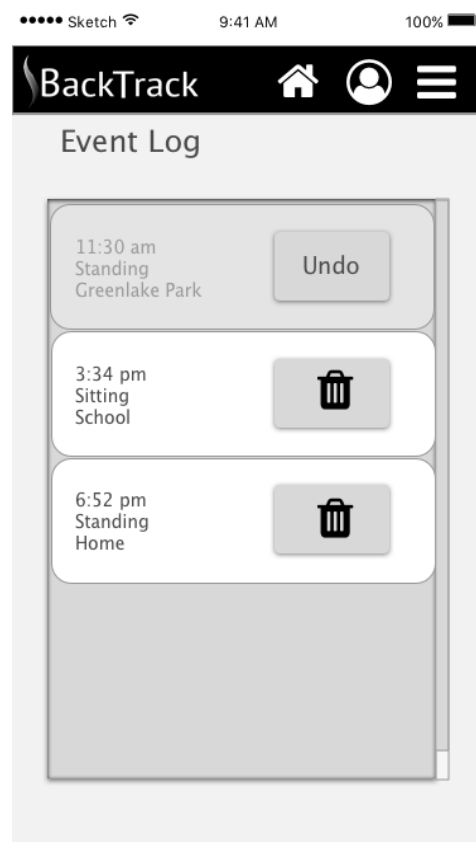 Sketch 9:41 AM 100%
BackTrack
Event Log
11:30 am
Standing
Greenlake Park
Undo
3:34 pm
Sitting
School
6:52 pm
Standing
Home